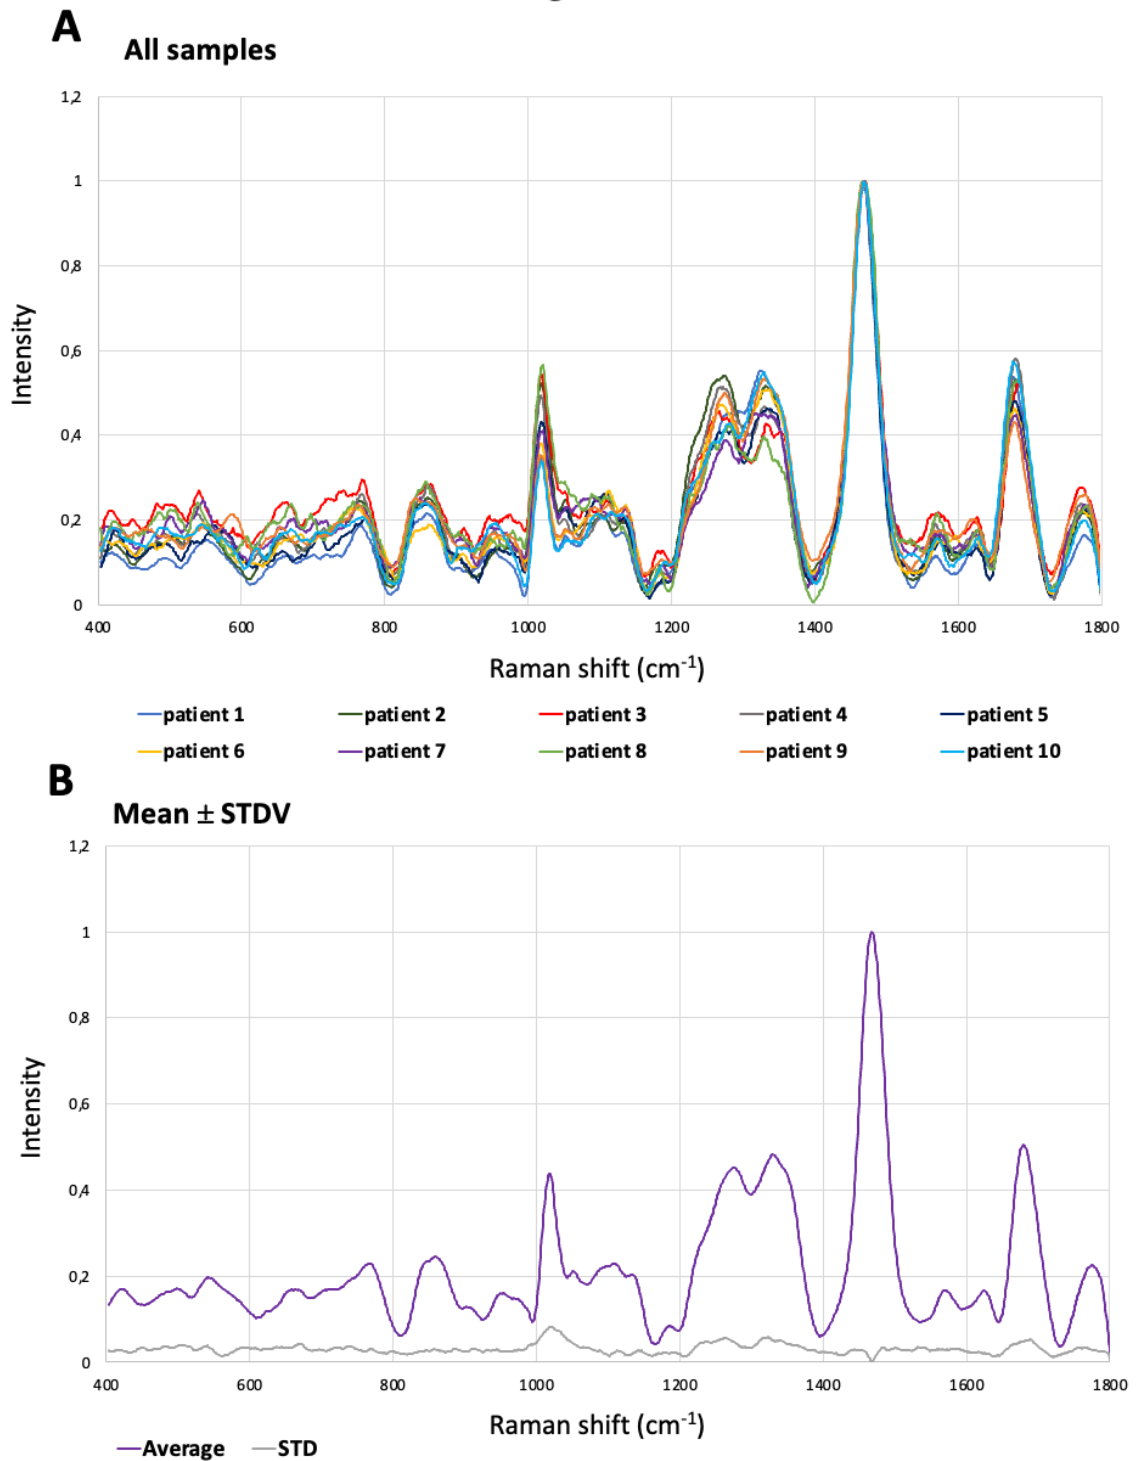 A
All samples
1,2
1
0,8
0,6
0,4
0,2
0
Intensity
400 600 800 1000 1200 1400 1600 1800
Raman shift (cm-1)
patient 1 patient 2 patient 3 patient 4 patient 5
patient 6 patient 7 patient 8 patient 9 patient 10
B
Mean ± STDV
1,2
1
0,8
0,6
0,4
0,2
0
Intensity
400 600 800 1000 1200 1400 1600 1800
Raman shift (cm-1)
Average STD